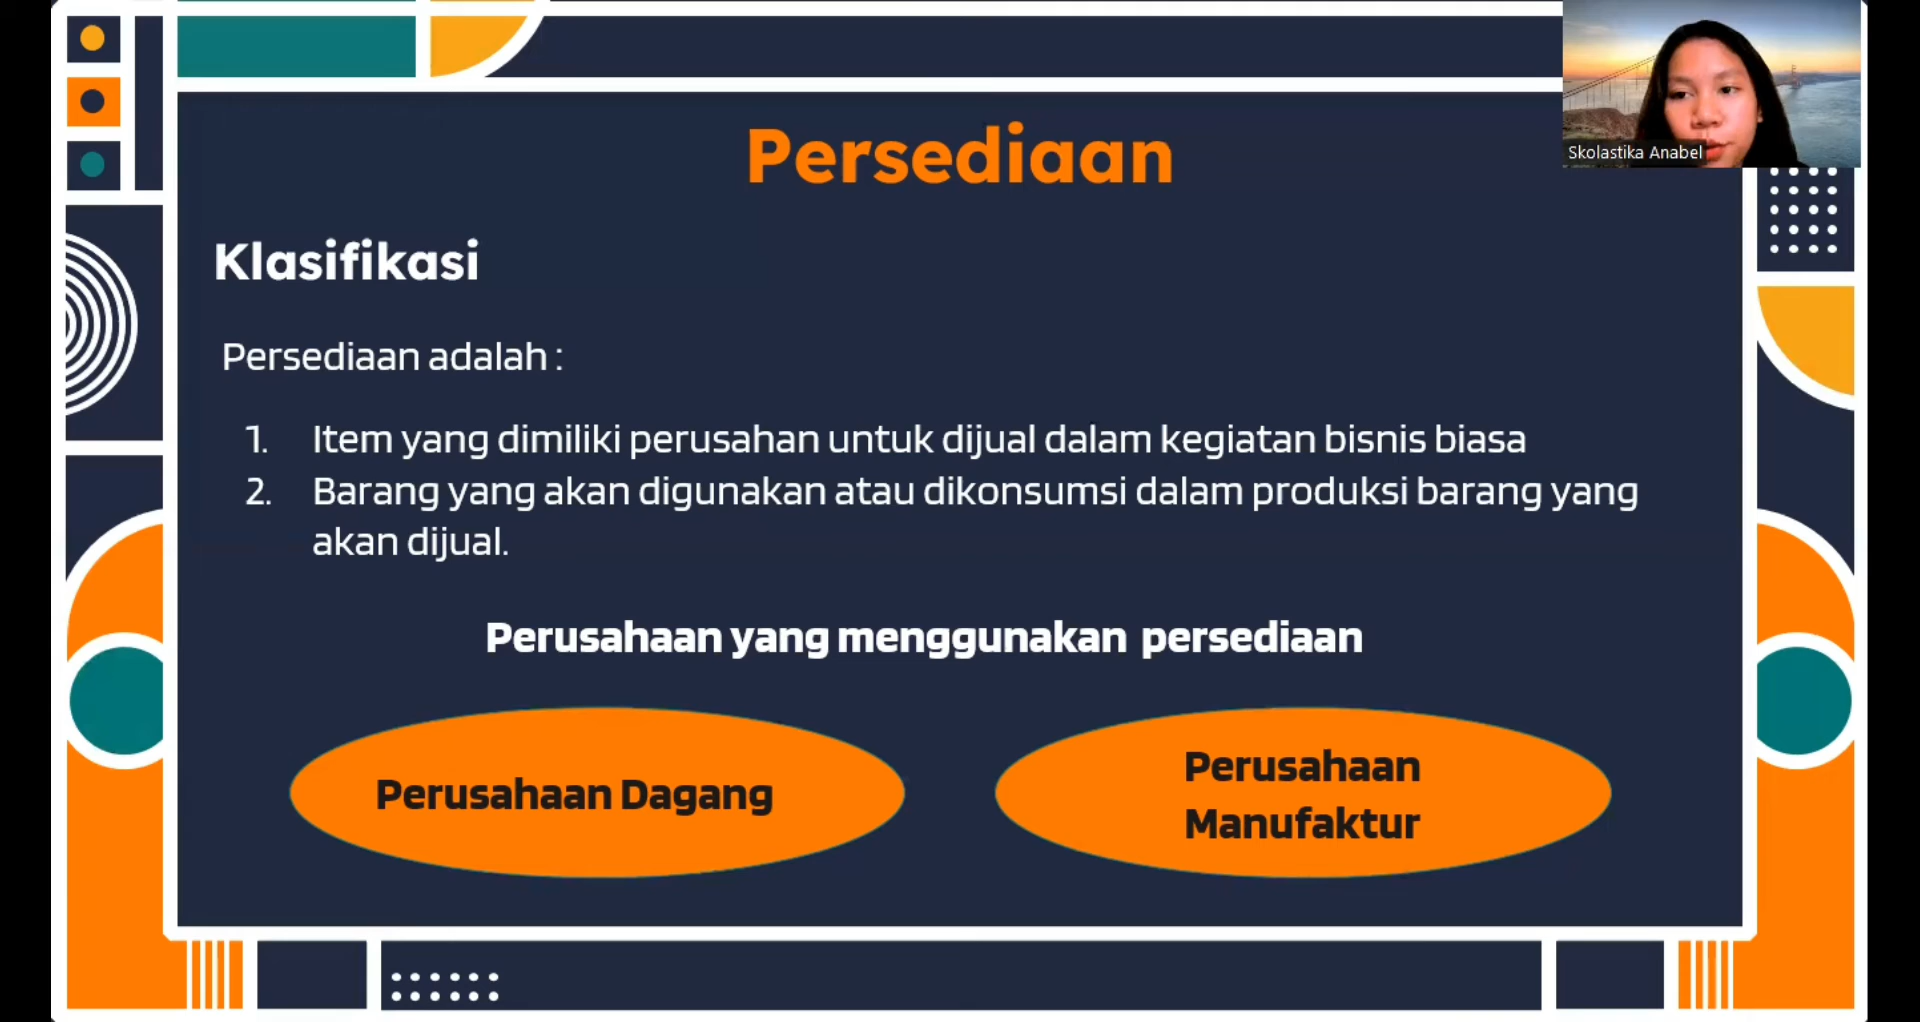 Persediaan
Skolastika Anabel
Klasifikasi
Persediaan adalah :
1. Item yang dimiliki perusahan untuk dijual dalam kegiatan bisnis biasa
2. Barang yang akan digunakan atau dikonsumsi dalam produksi barang yang
akan dijual.
Perusahaan yang menggunakan persediaan
Perusahaan Dagang
Perusahaan
Manufaktur